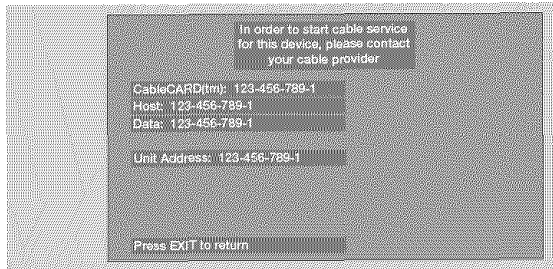 In order to start cable service
for this device, please contact
your cable provider
CableCARD(tm): 123-456-789-1
Host: 123-456-789-1
Data: 123-456-789-1
Unit Address: 123-456-789-1
Press EXIT to return